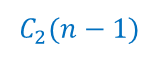 C₂(n − 1)